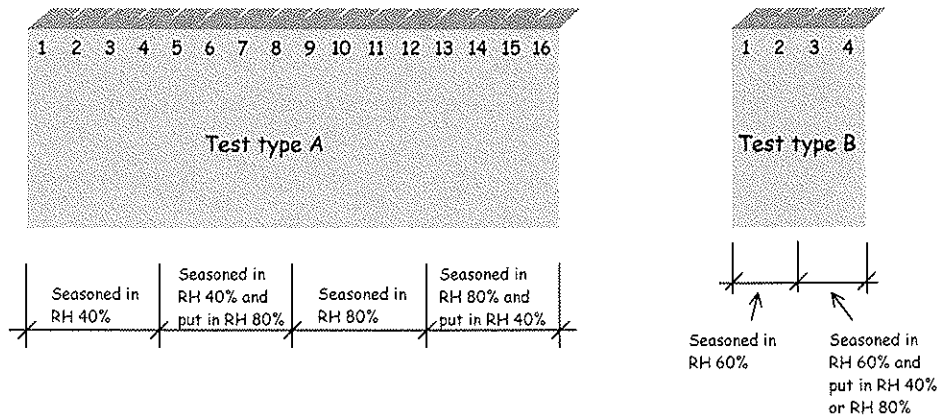 1 2 3 4 5 6 7 8 9 10 11 12 13 14 15 16
Test type A
Seasoned in
RH 40%
Seasoned in
RH 40% and
put in RH 80%
Seasoned in
RH 80%
Seasoned in
RH 80% and
put in RH 40%
1 2 3 4
Test type B
Seasoned in
RH 60%
Seasoned in
RH 60% and
put in RH 40%
or RH 80%